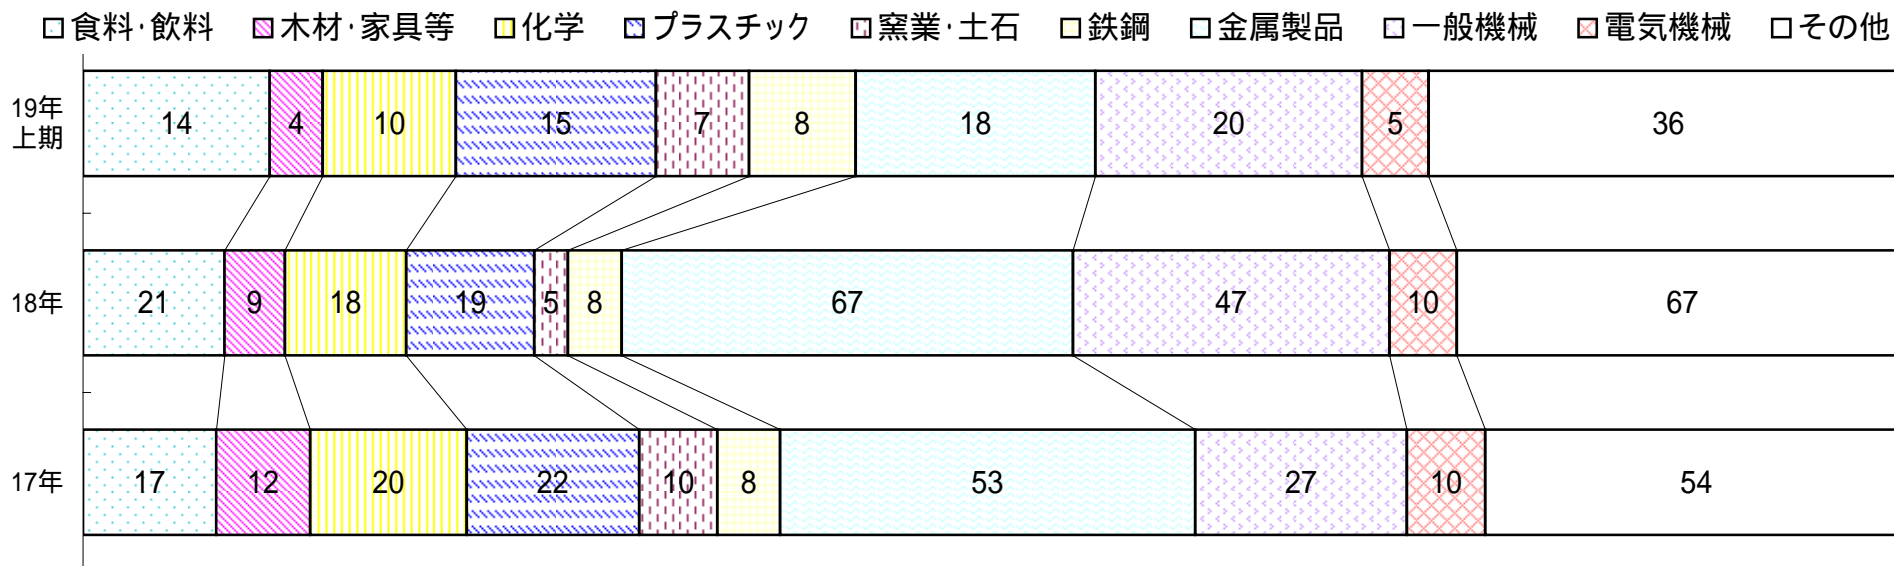 食料・飲料 木材・家具等 化学 プラスチック 窯業・土石 鉄鋼 金属製品 一般機械 電気機械 その他
19年
上期
14 4 10 15 7 8 18 20 5 36
18年 21 9 18 19 5 8 67 47 10 67
17年 17 12 20 22 10 8 53 27 10 54